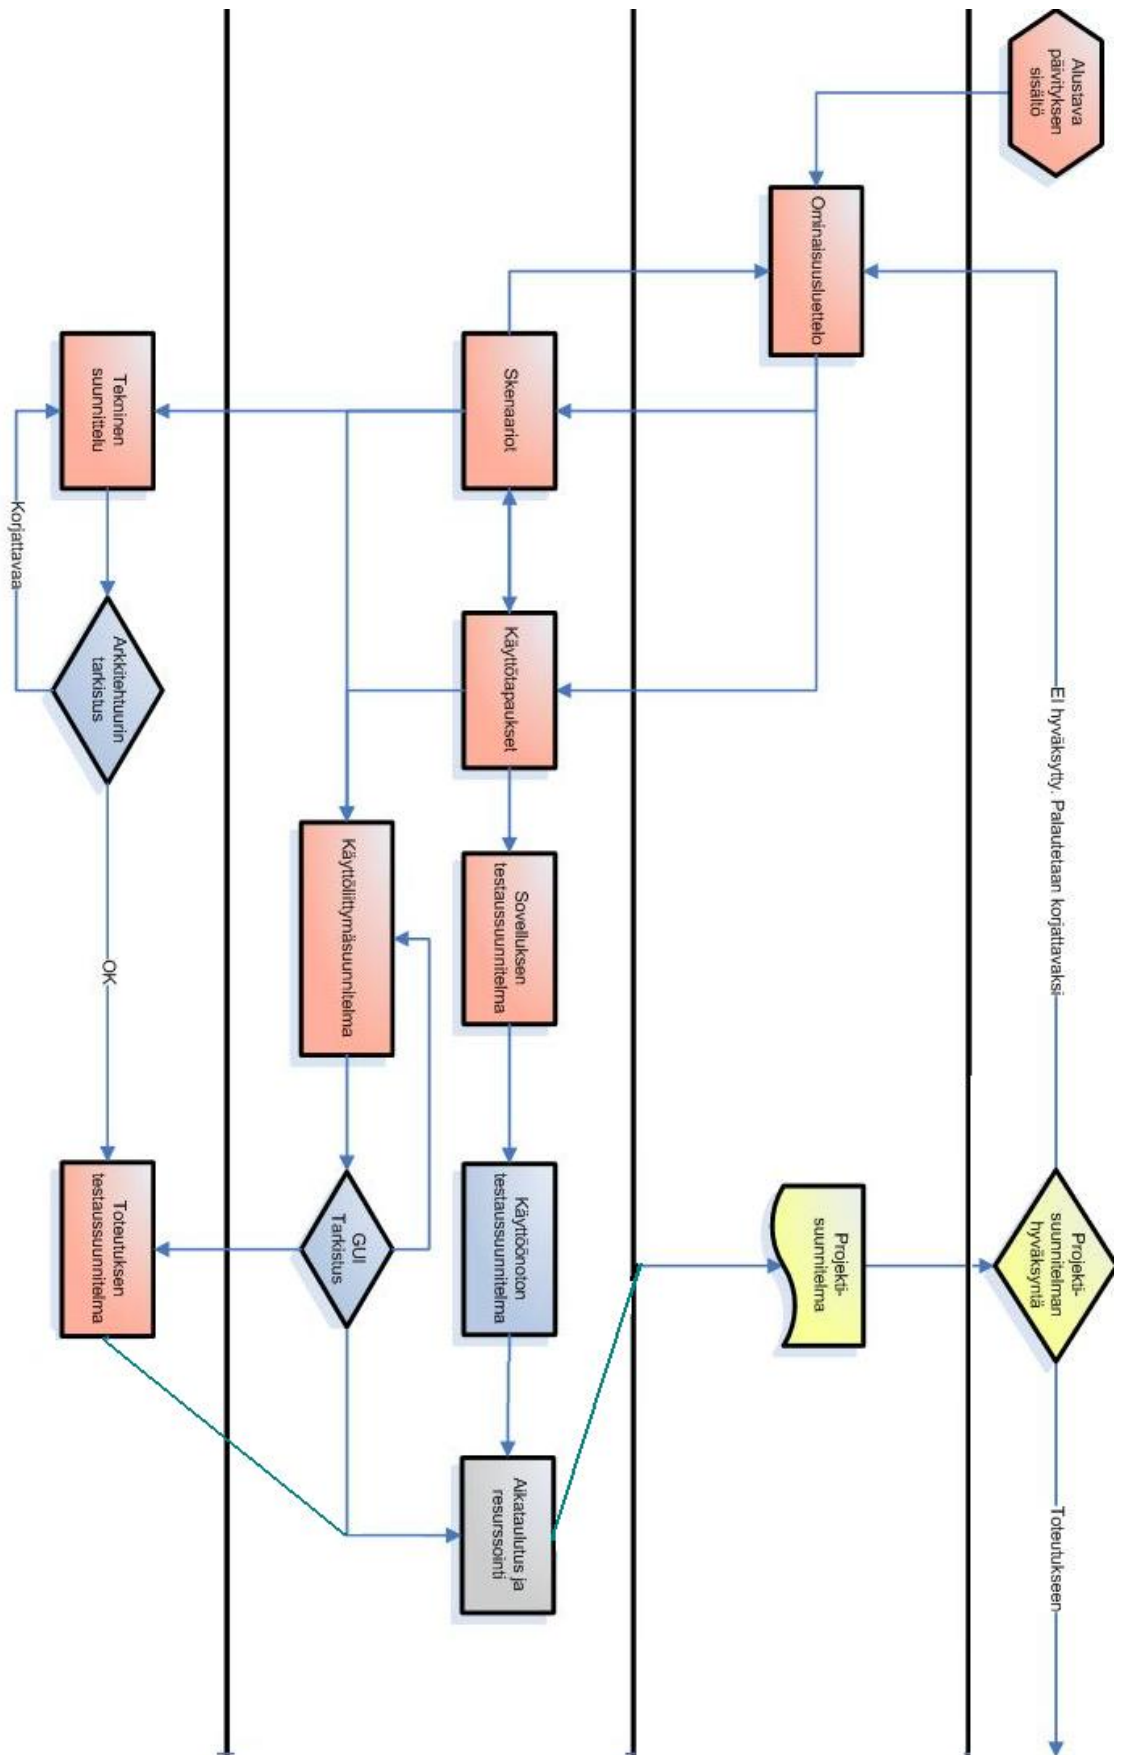 Alustava
päivityksen
sisältö
EI hyväksytty. Palautetaan korjattavaksi
Projekti-
suunnitelman
hyväksyntä
Toteutukseen
Ominaisuusluettelo
Projekti-
suunnitelma
Skenaariot
Käyttötapaukset
Sovelluksen
testaussuunnitelma
Käyttöönoton
testaussuunnitelma
Aikataulutus ja
resurssointi
Käyttöliittymäsuunnitelma
GUI
Tarkistus
Tekninen
suunnittelu
Arkkitehtuurin
tarkistus
OK
Toteutuksen
testaussuunnitelma
Korjattavaa